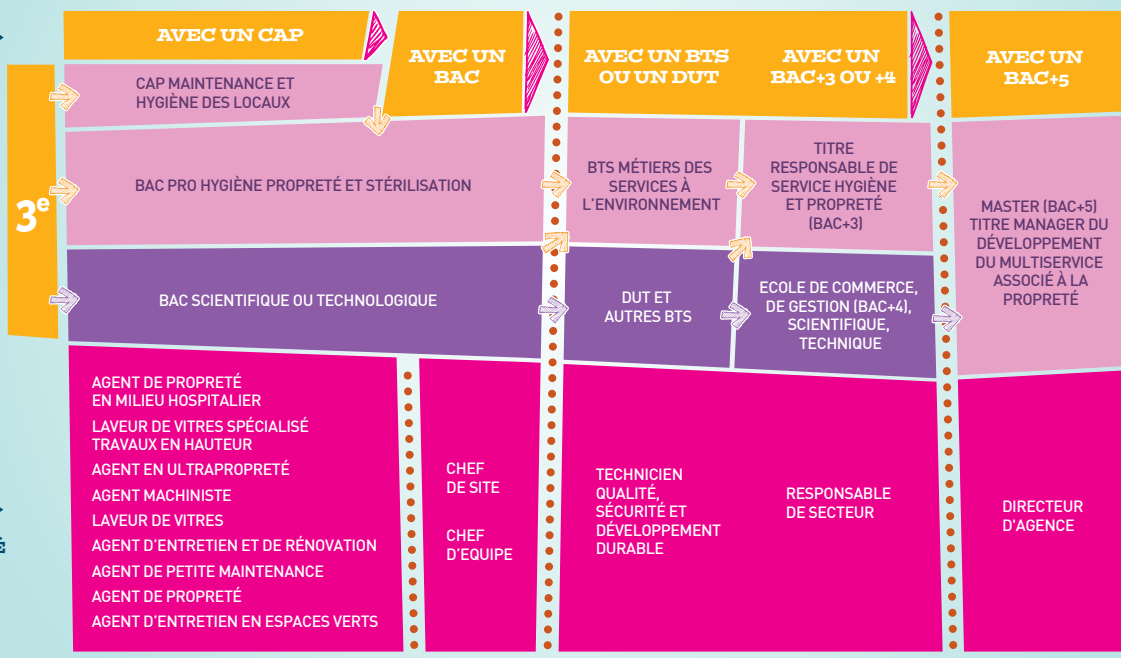 AVEC UN CAP
AVEC UN
BAC
AVEC UN BTS
OU UN DUT
AVEC UN
BAC+3 OU +4
AVEC UN
BAC+5
3e
CAP MAINTENANCE ET
HYGIÈNE DES LOCAUX
BAC PRO HYGIÈNE PROPRETÉ ET STÉRILISATION
BTS MÉTIERS DES
SERVICES À
L'ENVIRONNEMENT
TITRE
RESPONSABLE DE
SERVICE HYGIÈNE
ET PROPRETÉ
(BAC+3)
MASTER (BAC+5)
TITRE MANAGER DU
DÉVELOPPEMENT
DU MULTISERVICE
ASSOCIÉ À LA
PROPRETÉ
BAC SCIENTIFIQUE OU TECHNOLOGIQUE
DUT ET
AUTRES BTS
ECOLE DE COMMERCE,
DE GESTION (BAC+4),
SCIENTIFIQUE,
TECHNIQUE
AGENT DE PROPRETÉ
EN MILIEU HOSPITALIER
LAVEUR DE VITRES SPÉCIALISÉ
TRAVAUX EN HAUTEUR
AGENT EN ULTRAPROPRETÉ
AGENT MACHINISTE
LAVEUR DE VITRES
AGENT D'ENTRETIEN ET DE RÉNOVATION
AGENT DE PETITE MAINTENANCE
AGENT DE PROPRETÉ
AGENT D'ENTRETIEN EN ESPACES VERTS
CHEF
DE SITE
CHEF
D'EQUIPE
TECHNICIEN
QUALITÉ,
SÉCURITÉ ET
DÉVELOPPEMENT
DURABLE
RESPONSABLE
DE SECTEUR
DIRECTEUR
D'AGENCE